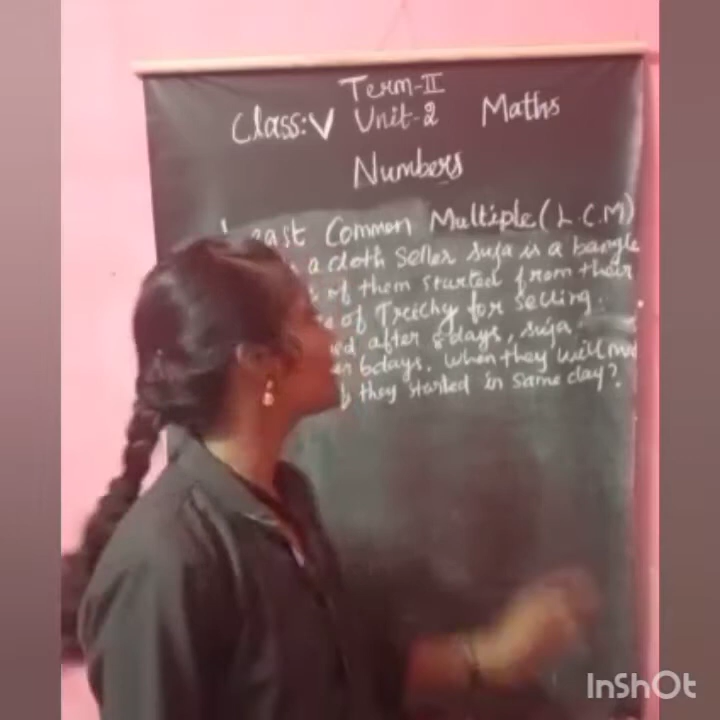 Term-II
Class:V Unit-2 Maths
Numbers
Least Common Multiple (L.C.M)
a cloth seller suja is a bangle
of them started from their
of Treichy for selling.
after 8days, suja
6days. When they will
they started in same day?
InShOt